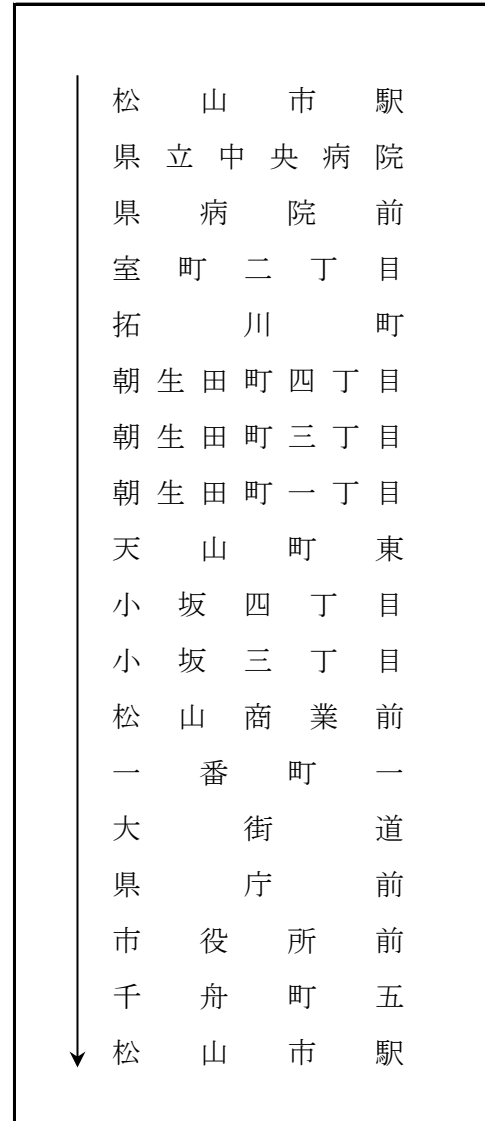 松山市駅
県立中央病院
県病院前
室町二丁目
拓川町
朝生田町四丁目
朝生田町三丁目
朝生田町一丁目
天山町東
小坂四丁目
小坂三丁目
松山商業前
一番町一
大街道
県庁前
市役所前
千舟町五
松山市駅